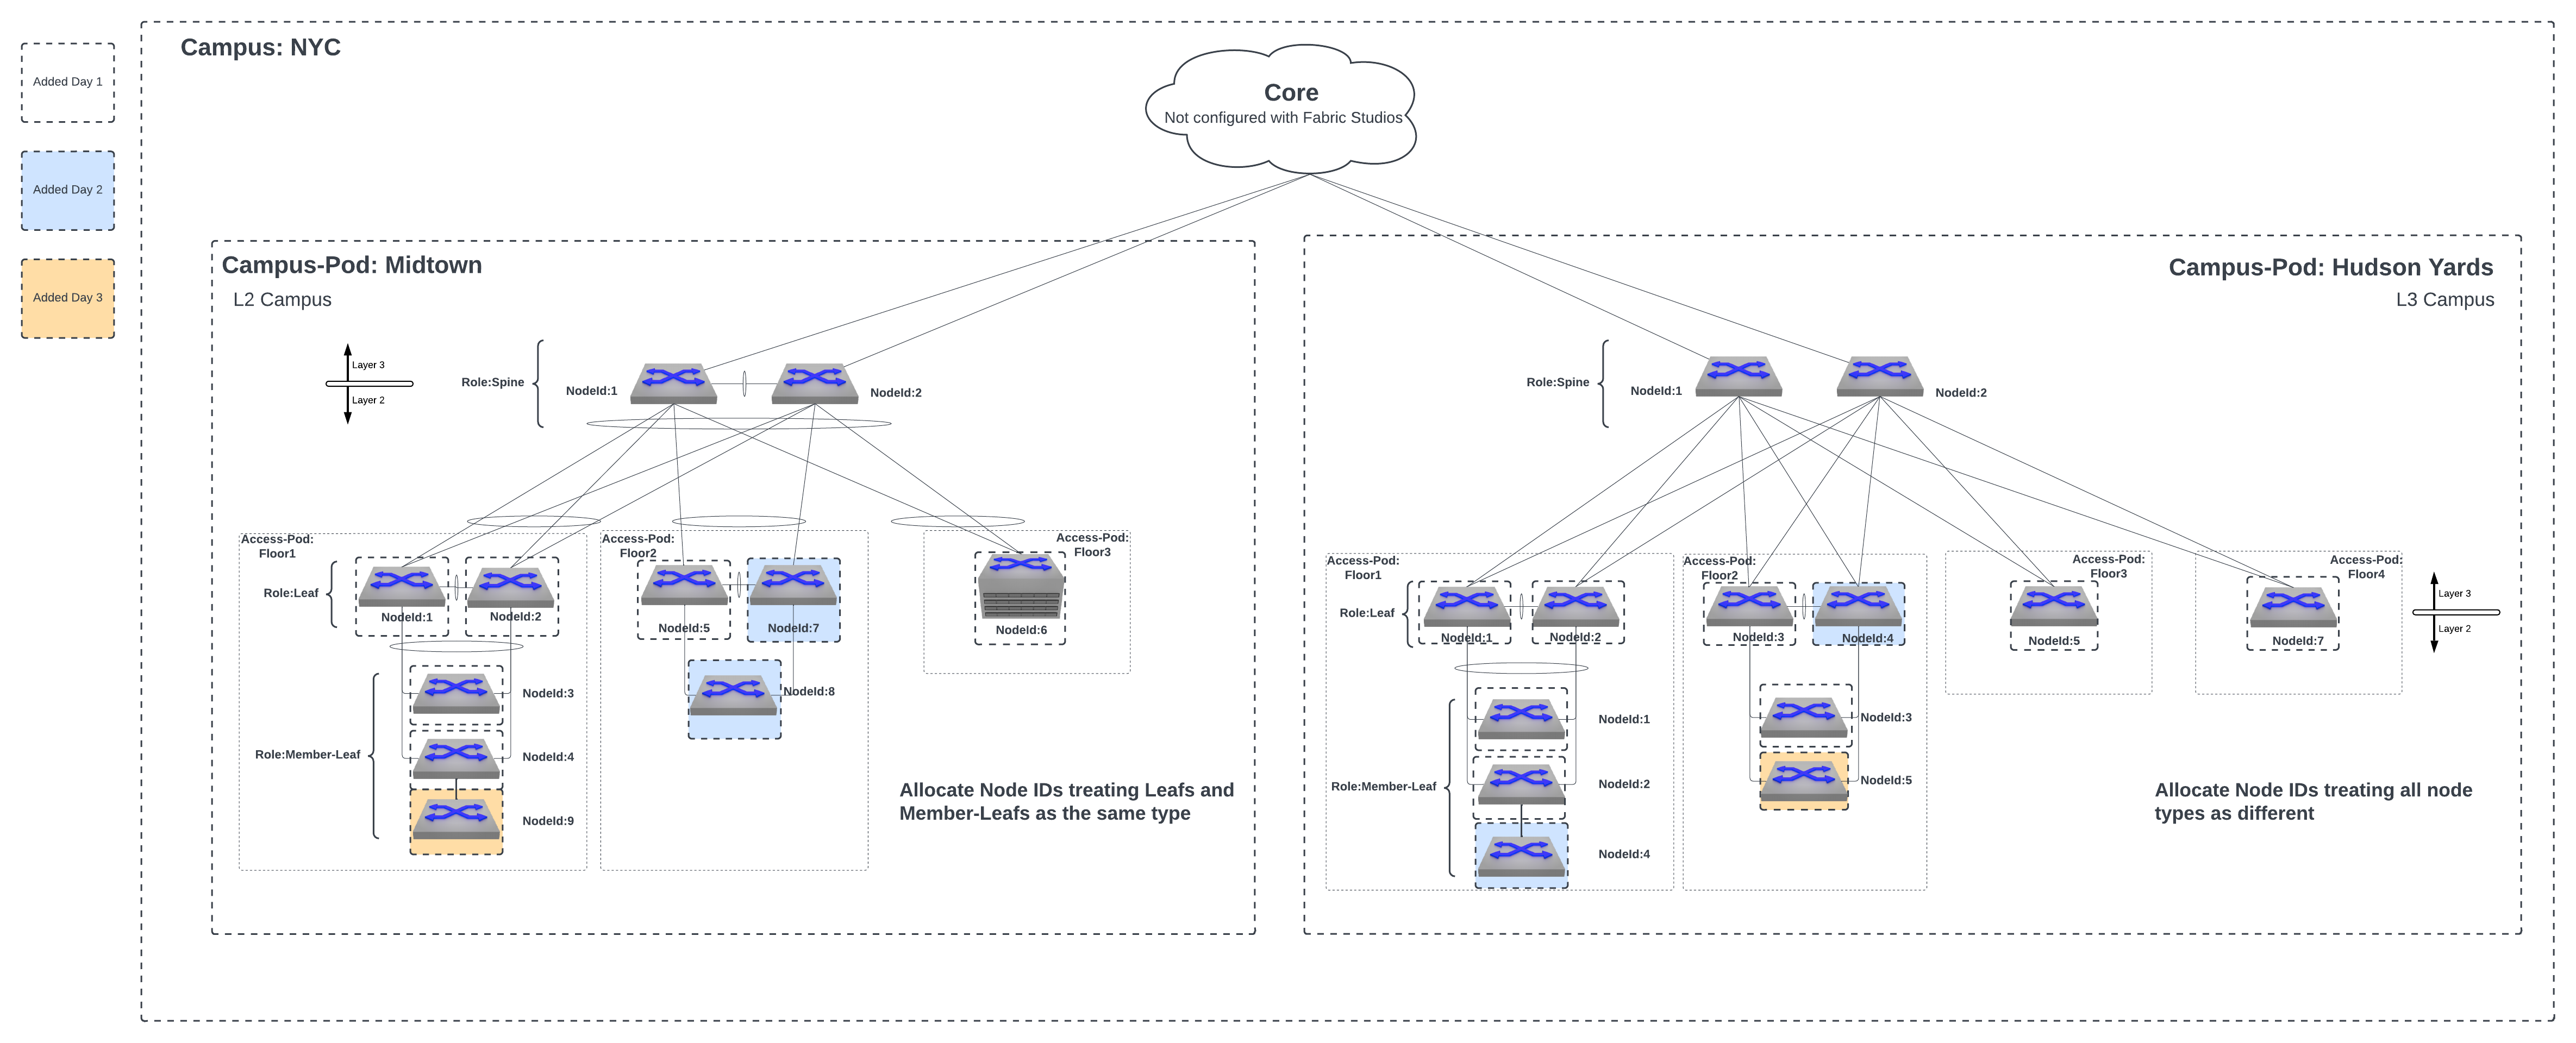 Campus: NYC
Added Day 1
Added Day 2
Added Day 3
Core
Not configured with Fabric Studios
Campus-Pod: Midtown
L2 Campus
Layer 3
Layer 2
Role:Spine
NodeId:1
NodeId:2
Access-Pod:
Floor1
Role:Leaf
NodeId:1
NodeId:2
Role:Member-Leaf
NodeId:3
NodeId:4
NodeId:9
Access-Pod:
Floor2
NodeId:5
NodeId:7
NodeId:8
Access-Pod:
Floor3
NodeId:6
Allocate Node IDs treating Leafs and
Member-Leafs as the same type
Campus-Pod: Hudson Yards
L3 Campus
Role:Spine
NodeId:1
NodeId:2
Access-Pod:
Floor1
Role:Leaf
NodeId:1
NodeId:2
Role:Member-Leaf
NodeId:1
NodeId:2
NodeId:4
Access-Pod:
Floor2
NodeId:3
NodeId:4
NodeId:3
NodeId:5
Access-Pod:
Floor3
NodeId:5
Access-Pod:
Floor4
NodeId:7
Layer 3
Layer 2
Allocate Node IDs treating all node
types as different